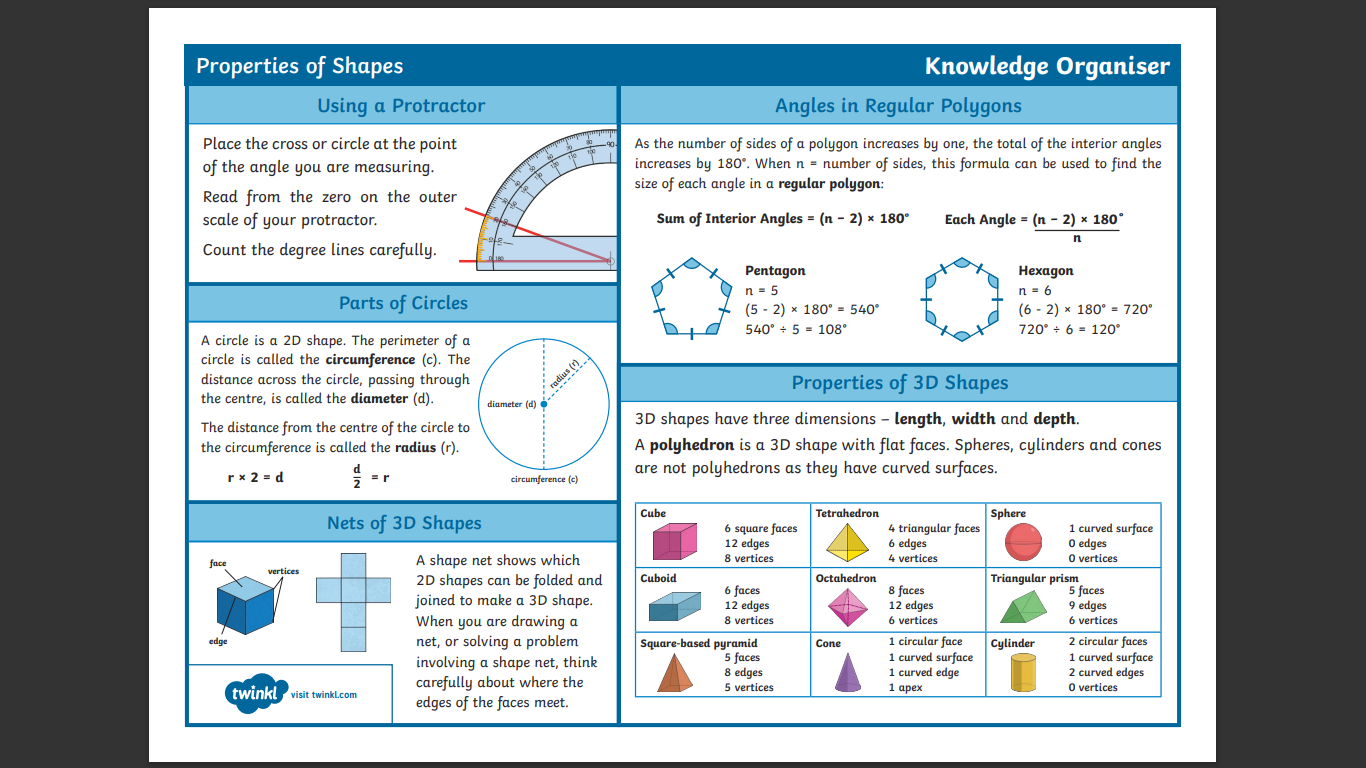 Properties of Shapes
Knowledge Organiser
Using a Protractor
Place the cross or circle at the point
of the angle you are measuring.
Read from the zero on the outer
scale of your protractor.
Count the degree lines carefully.
Parts of Circles
A circle is a 2D shape. The perimeter of a
circle is called the circumference (c). The
distance across the circle, passing through
the centre, is called the diameter (d).
The distance from the centre of the circle to
the circumference is called the radius (r).
r × 2 = d
d
2
= r
radius (r)
diameter (d)
circumference (c)
Nets of 3D Shapes
face
vertices
edge
A shape net shows which
2D shapes can be folded and
joined to make a 3D shape.
When you are drawing a
net, or solving a problem
involving a shape net, think
carefully about where the
edges of the faces meet.
twinkl
visit twinkl.com
Angles in Regular Polygons
As the number of sides of a polygon increases by one, the total of the interior angles
increases by 180°. When n = number of sides, this formula can be used to find the
size of each angle in a regular polygon:
Sum of Interior Angles = (n − 2) × 180°
Each Angle = (n − 2) × 180°
n
Pentagon
n = 5
(5 - 2) × 180° = 540°
540° ÷ 5 = 108°
Hexagon
n = 6
(6 - 2) × 180° = 720°
720° ÷ 6 = 120°
Properties of 3D Shapes
3D shapes have three dimensions – length, width and depth.
A polyhedron is a 3D shape with flat faces. Spheres, cylinders and cones
are not polyhedrons as they have curved surfaces.
Cube
6 square faces
12 edges
8 vertices
Tetrahedron
4 triangular faces
6 edges
4 vertices
Sphere
1 curved surface
0 edges
0 vertices
Cuboid
6 faces
12 edges
8 vertices
Octahedron
8 faces
12 edges
6 vertices
Triangular prism
5 faces
9 edges
6 vertices
Square-based pyramid
5 faces
8 edges
5 vertices
Cone
1 circular face
1 curved surface
1 curved edge
1 apex
Cylinder
2 circular faces
1 curved surface
2 curved edges
0 vertices